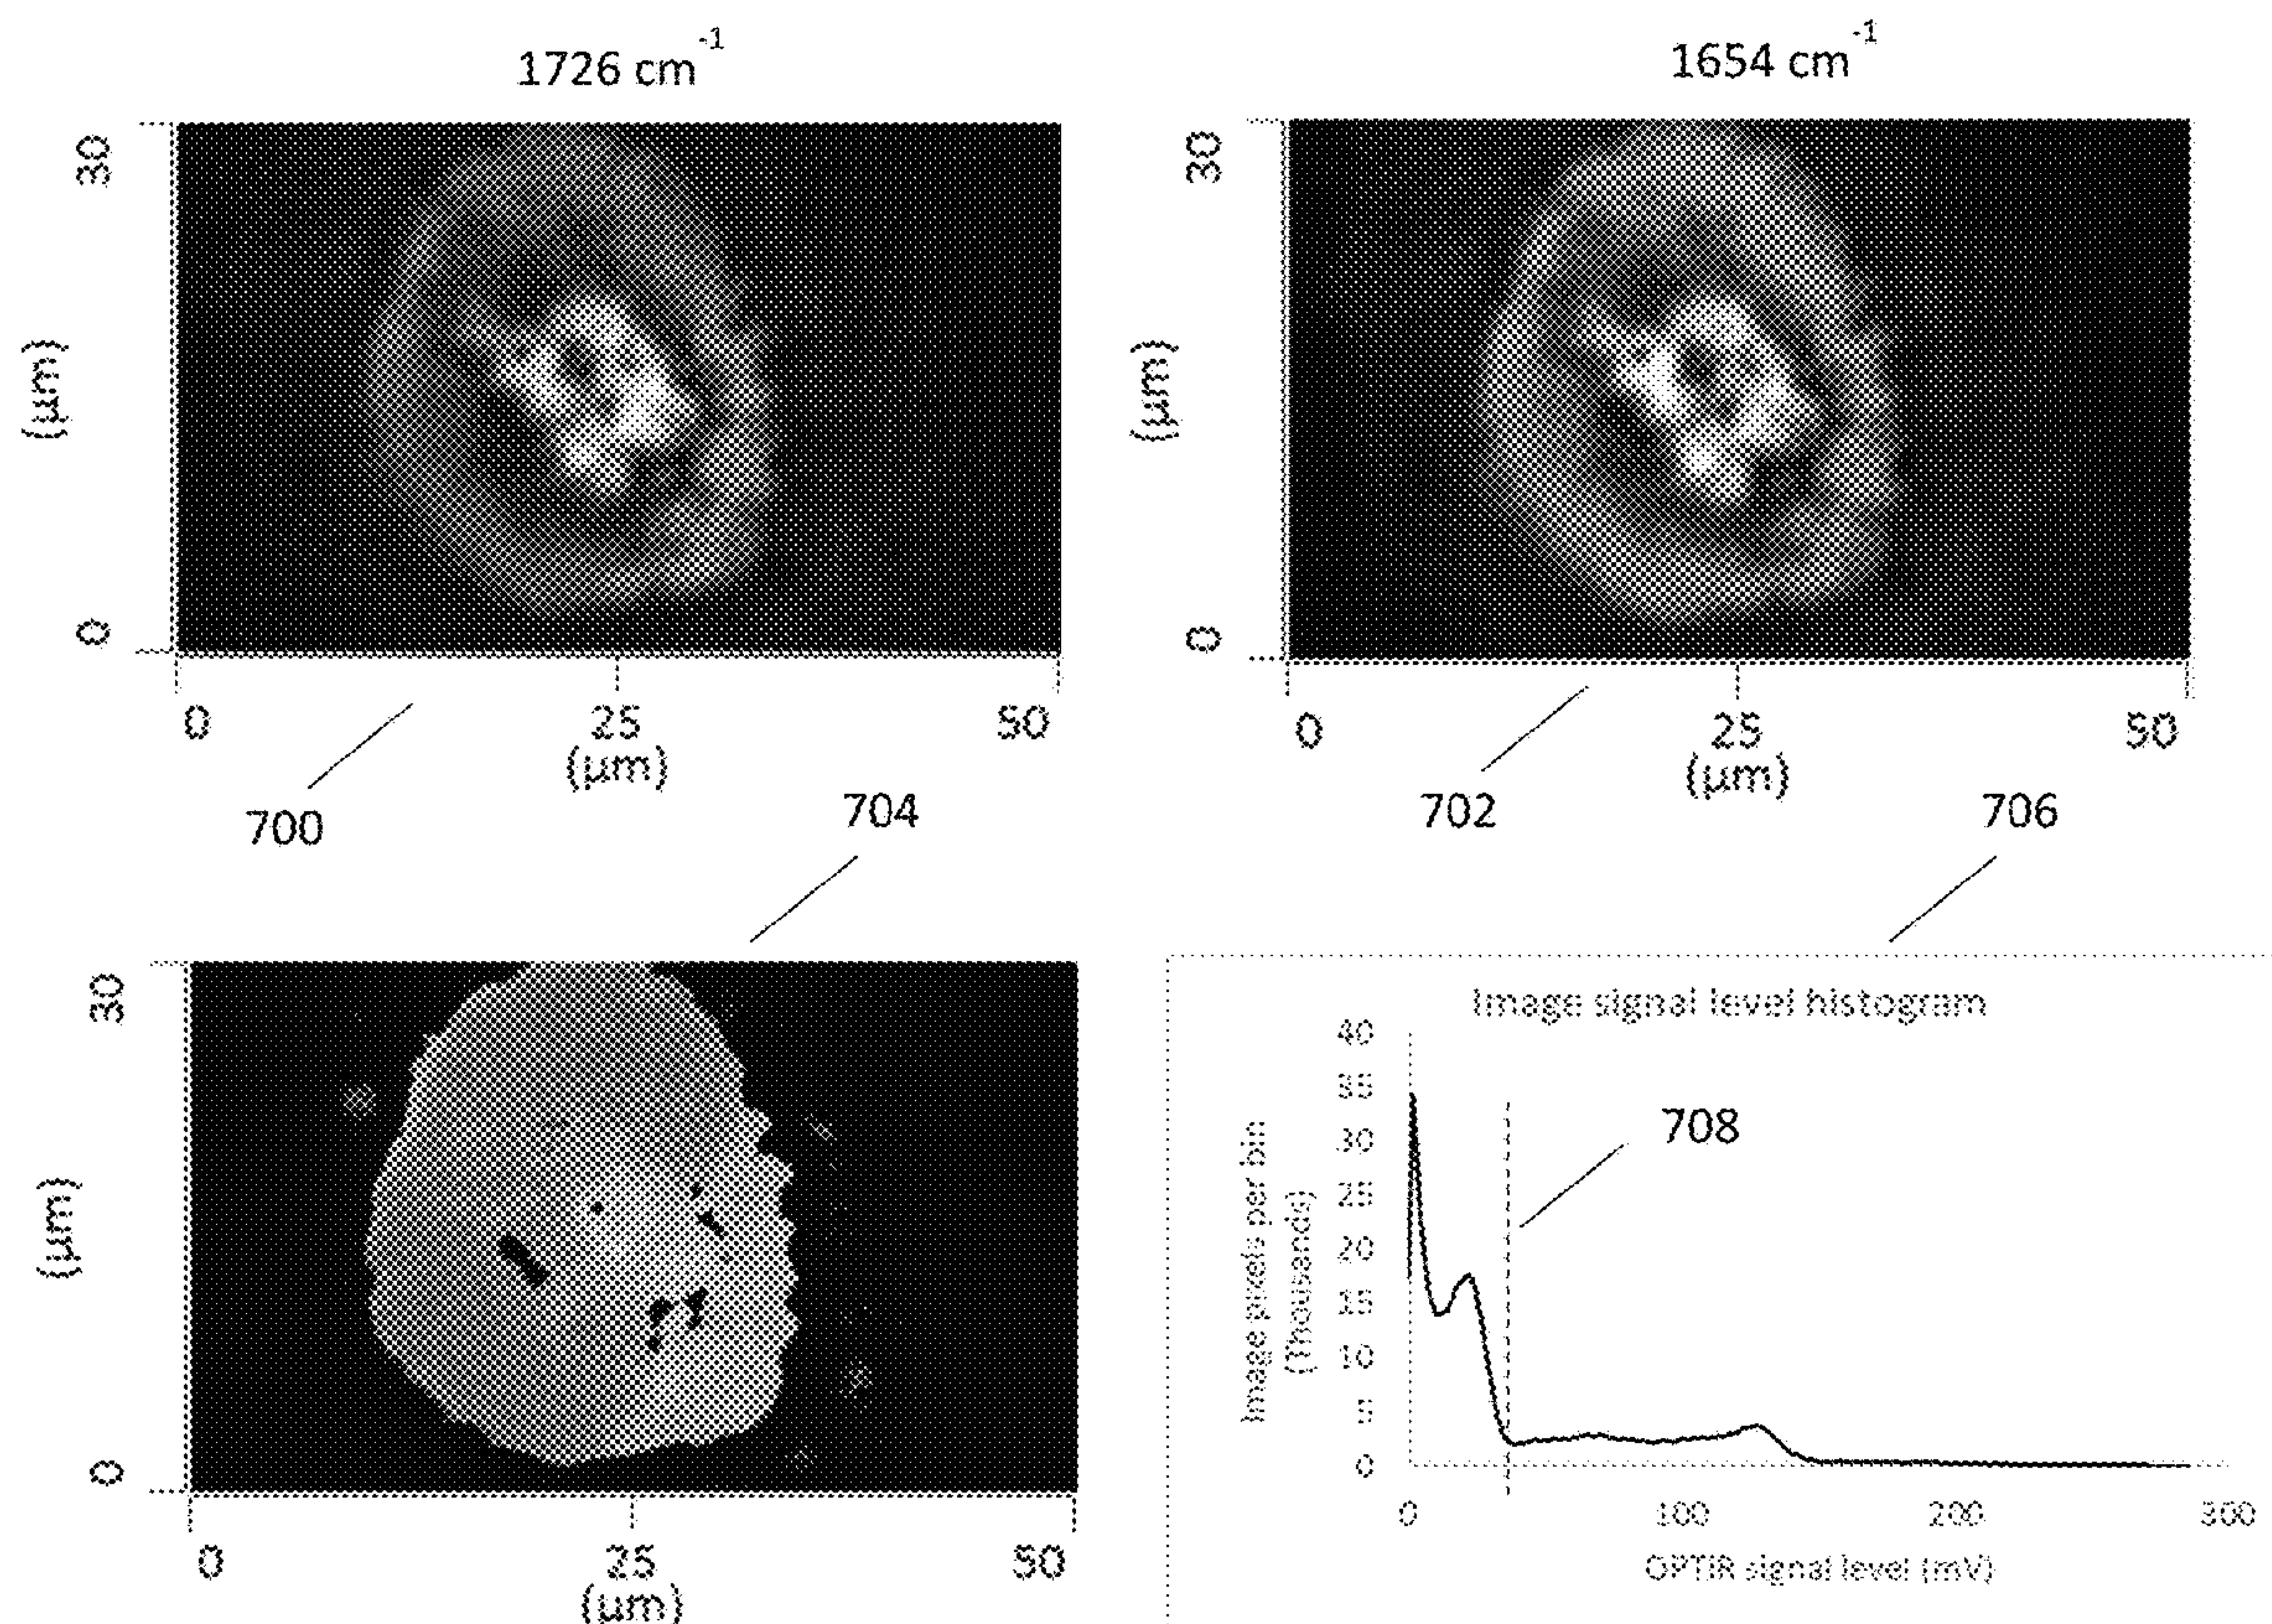 1726 cm-1
30
(µm)
0
0
25
50
(µm)
700
1654 cm-1
30
(µm)
0
0
25
50
(µm)
702
704
30
(µm)
0
0
25
50
(µm)
706
Image signal level histogram
40
35
30
25
20
15
10
5
0
Image pixels per bin
(Thousands)
708
0
100
200
300
OPTIR signal level (mV)